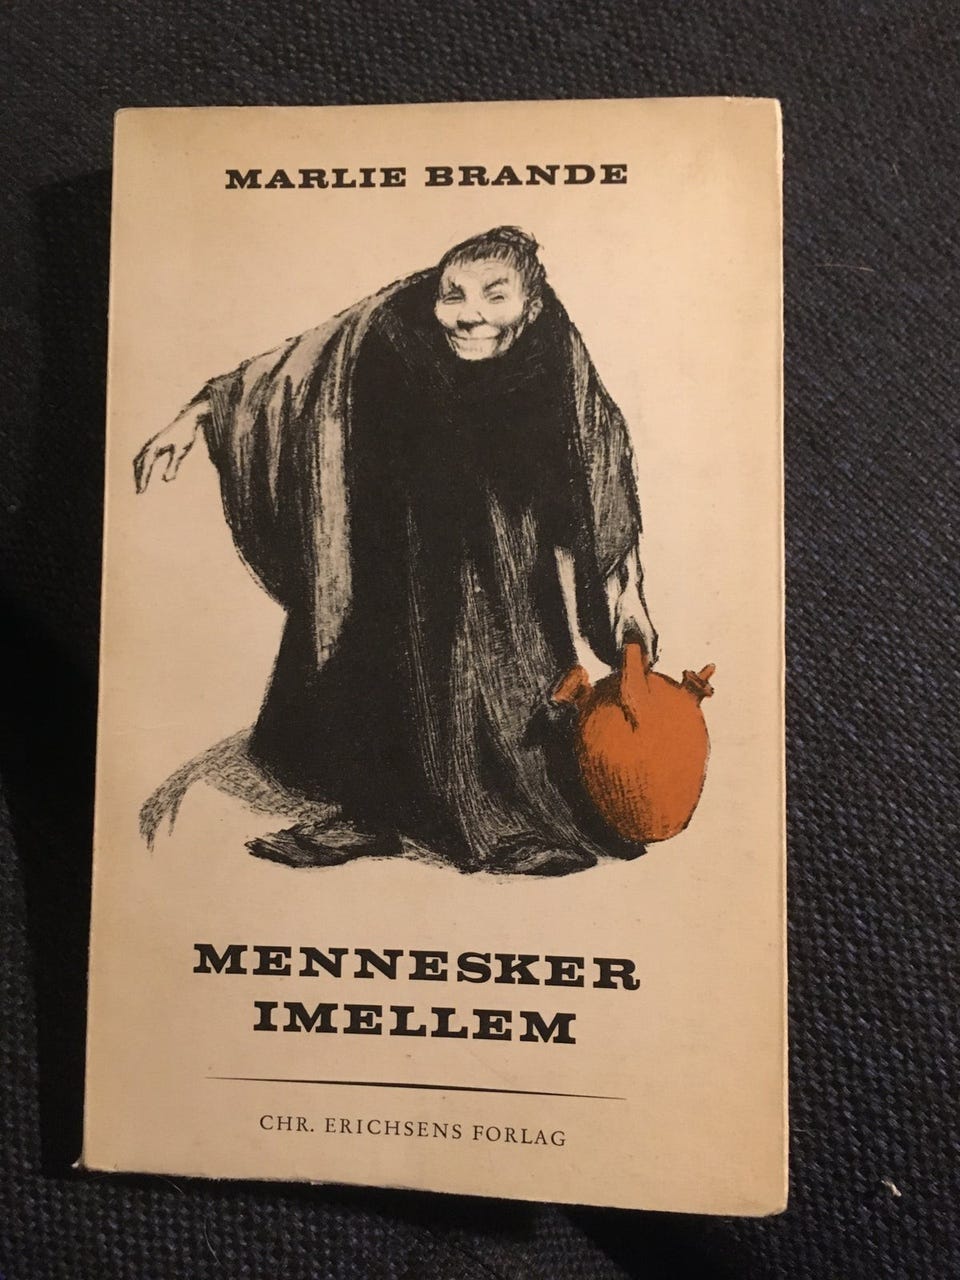 MARLIE BRANDE
MENNESKER
IMELLEM
CHR. ERICHSENS FORLAG